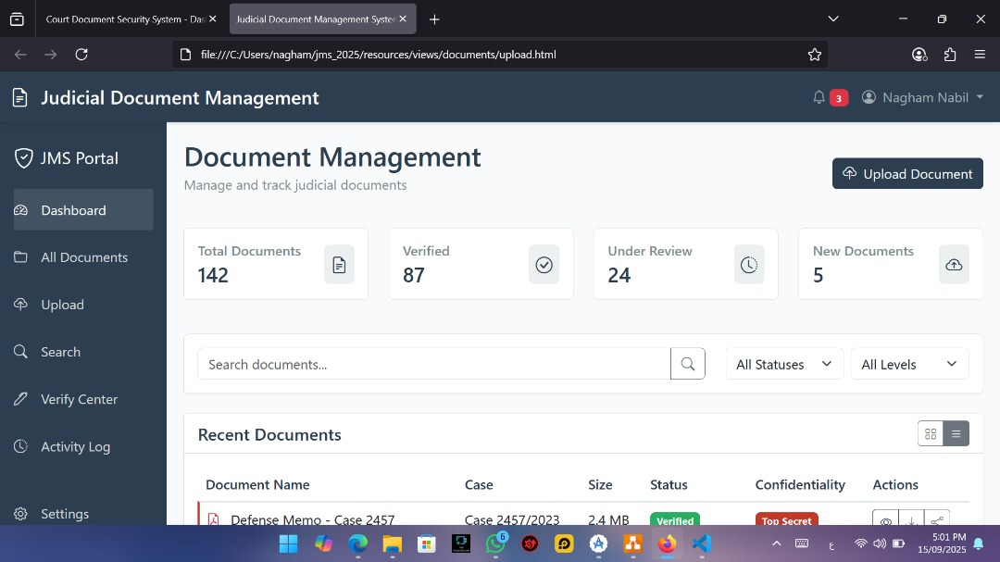 Court Document Security System - Das
Judicial Document Management System
file:///C:/Users/nagham/jms_2025/resources/views/documents/upload.html
Judicial Document Management
3
Nagham Nabil
JMS Portal
Dashboard
All Documents
Upload
Search
Verify Center
Activity Log
Settings
Document Management
Manage and track judicial documents
Upload Document
Total Documents
142
Verified
87
Under Review
24
New Documents
5
Search documents...
All Statuses
All Levels
Recent Documents
Document Name Case Size Status Confidentiality Actions
Defense Memo - Case 2457 Case 2457/2023 2.4 MB Verified Top Secret
6
ع
5:01 PM
15/09/2025